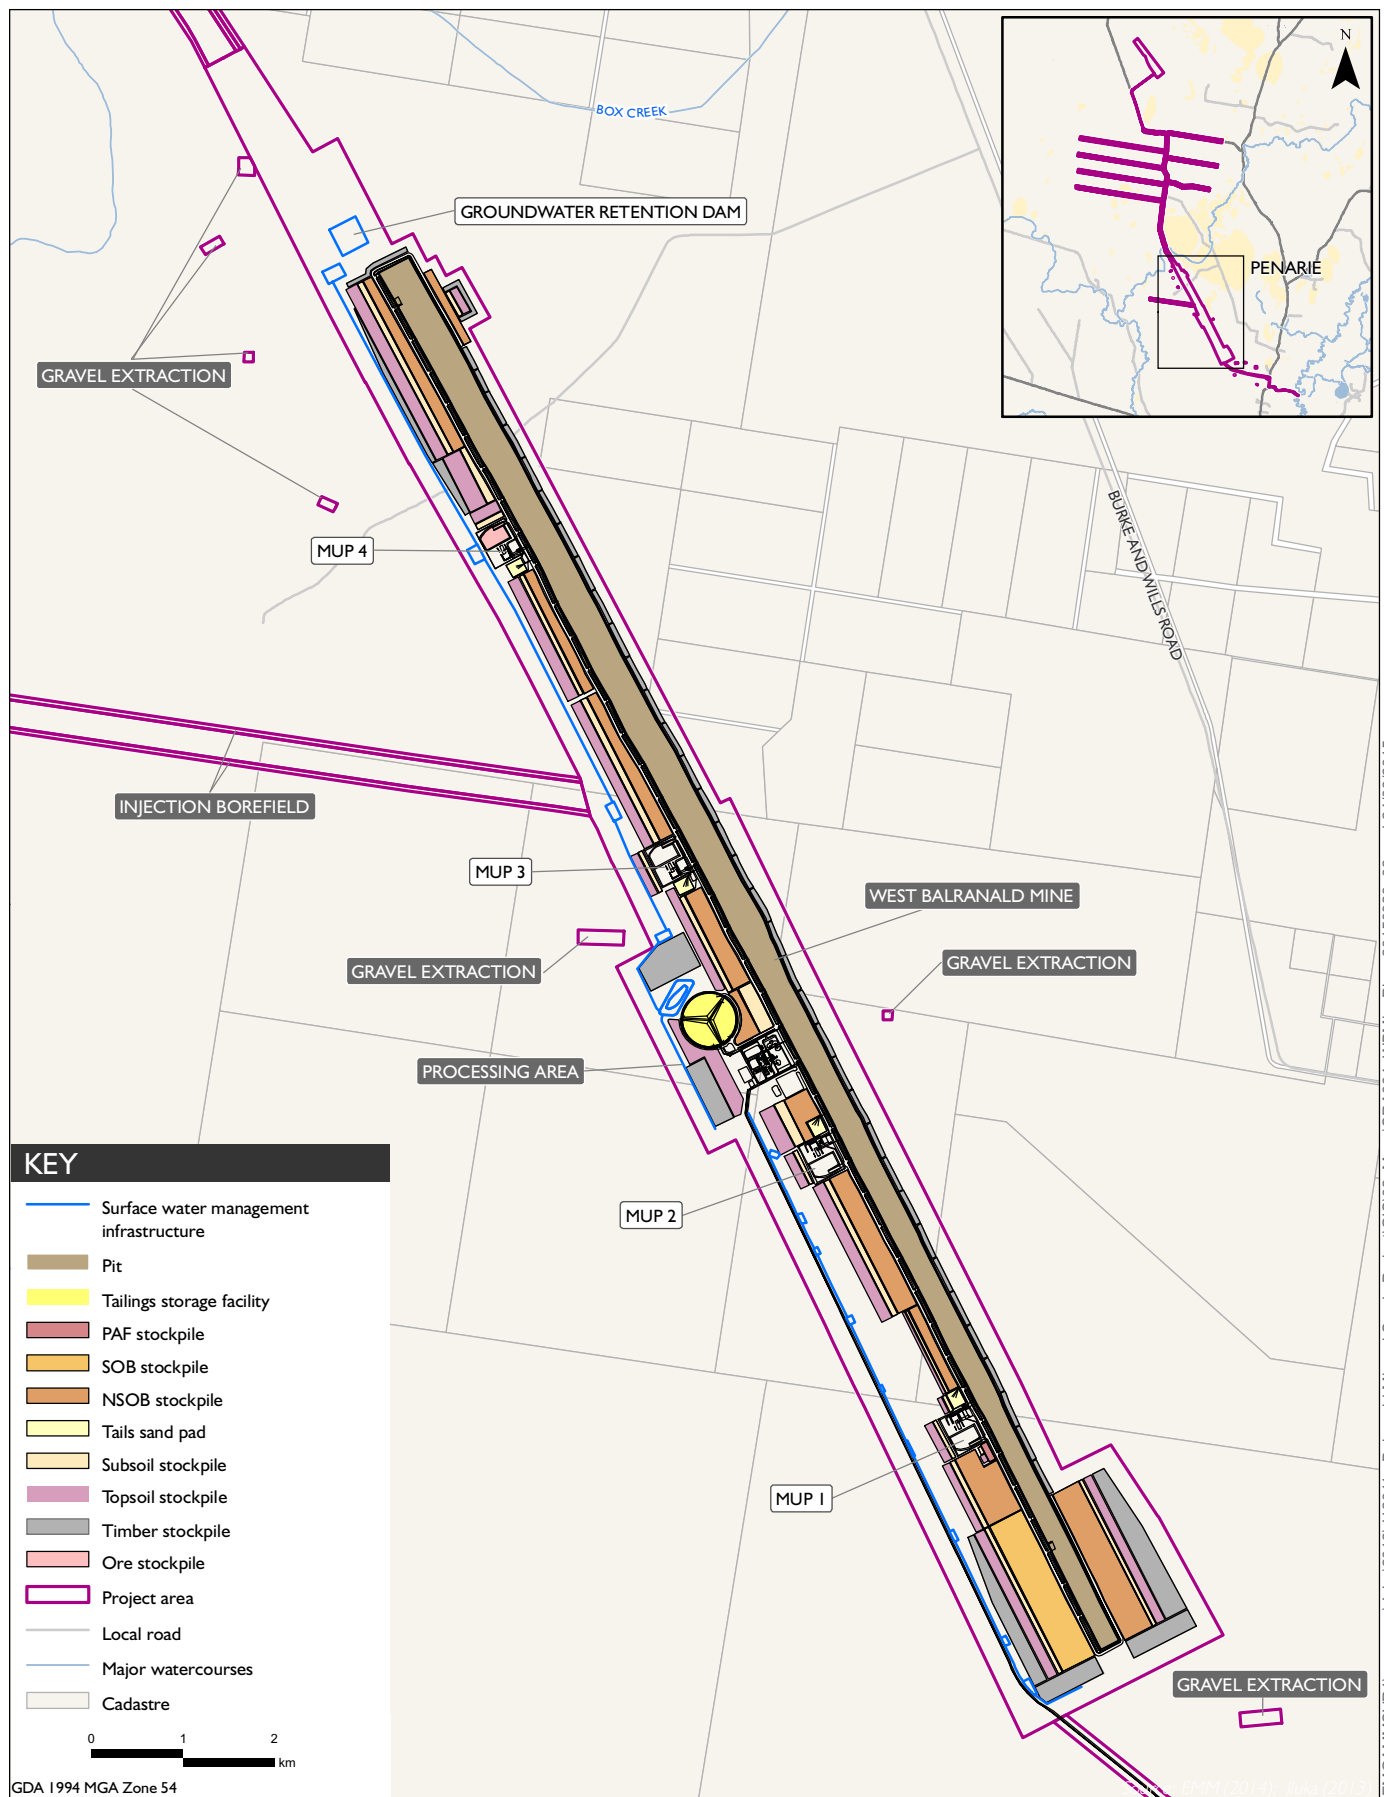 N
BOX CREEK
GROUNDWATER RETENTION DAM
PENARIE
GRAVEL EXTRACTION
MUP 4
BURKE AND WILLS ROAD
INJECTION BOREFIELD
MUP 3
WEST BALRANALD MINE
GRAVEL EXTRACTION
GRAVEL EXTRACTION
PROCESSING AREA
MUP 2
MUP 1
GRAVEL EXTRACTION
KEY
Surface water management
infrastructure
Pit
Tailings storage facility
PAF stockpile
SOB stockpile
NSOB stockpile
Tails sand pad
Subsoil stockpile
Topsoil stockpile
Timber stockpile
Ore stockpile
Project area
Local road
Major watercourses
Cadastre
0 1 2
km
GDA 1994 MGA Zone 54
EMM (2014)
(2013)